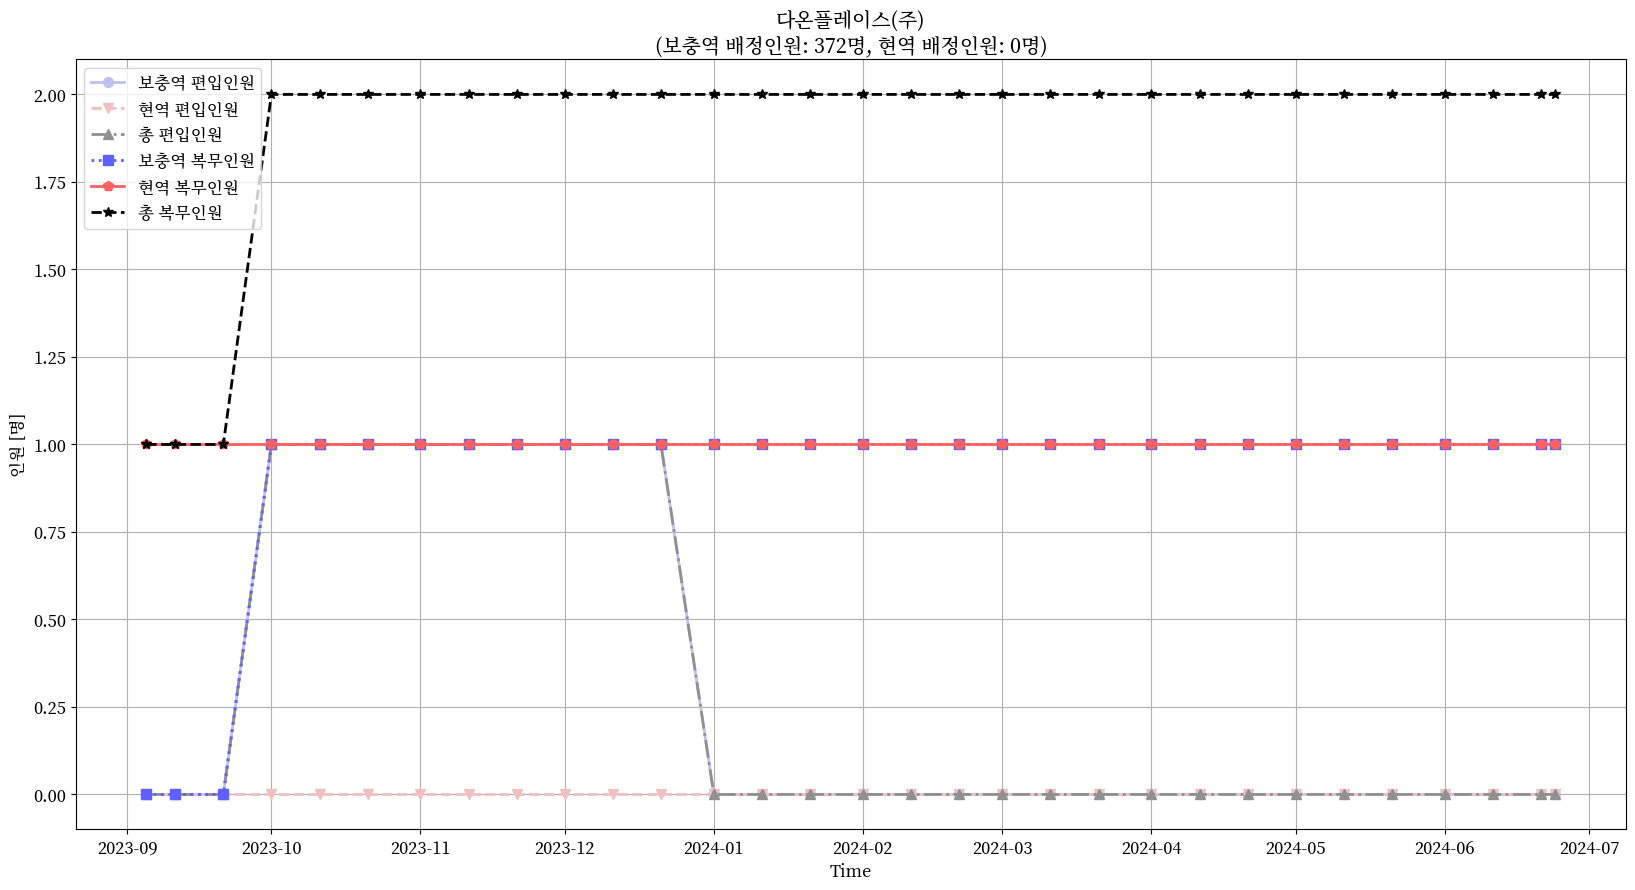 다온플레이스(주)
(보충역 배정인원: 372명, 현역 배정인원: 0명)
보충역 편입인원
현역 편입인원
총 편입인원
보충역 복무인원
현역 복무인원
총 복무인원
2.00
1.75
1.50
1.25
1.00
0.75
0.50
0.25
0.00
인원 [명]
2023-09 2023-10 2023-11 2023-12 2024-01 2024-02 2024-03 2024-04 2024-05 2024-06 2024-07
Time